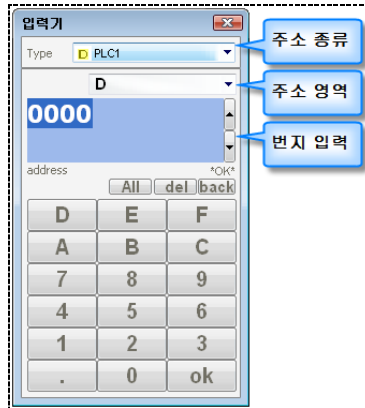 입력기
Type D PLC1
주소 종류
D
주소 영역
0000
번지 입력
address *OK*
All del back
D E F
A B C
7 8 9
4 5 6
1 2 3
. 0 ok